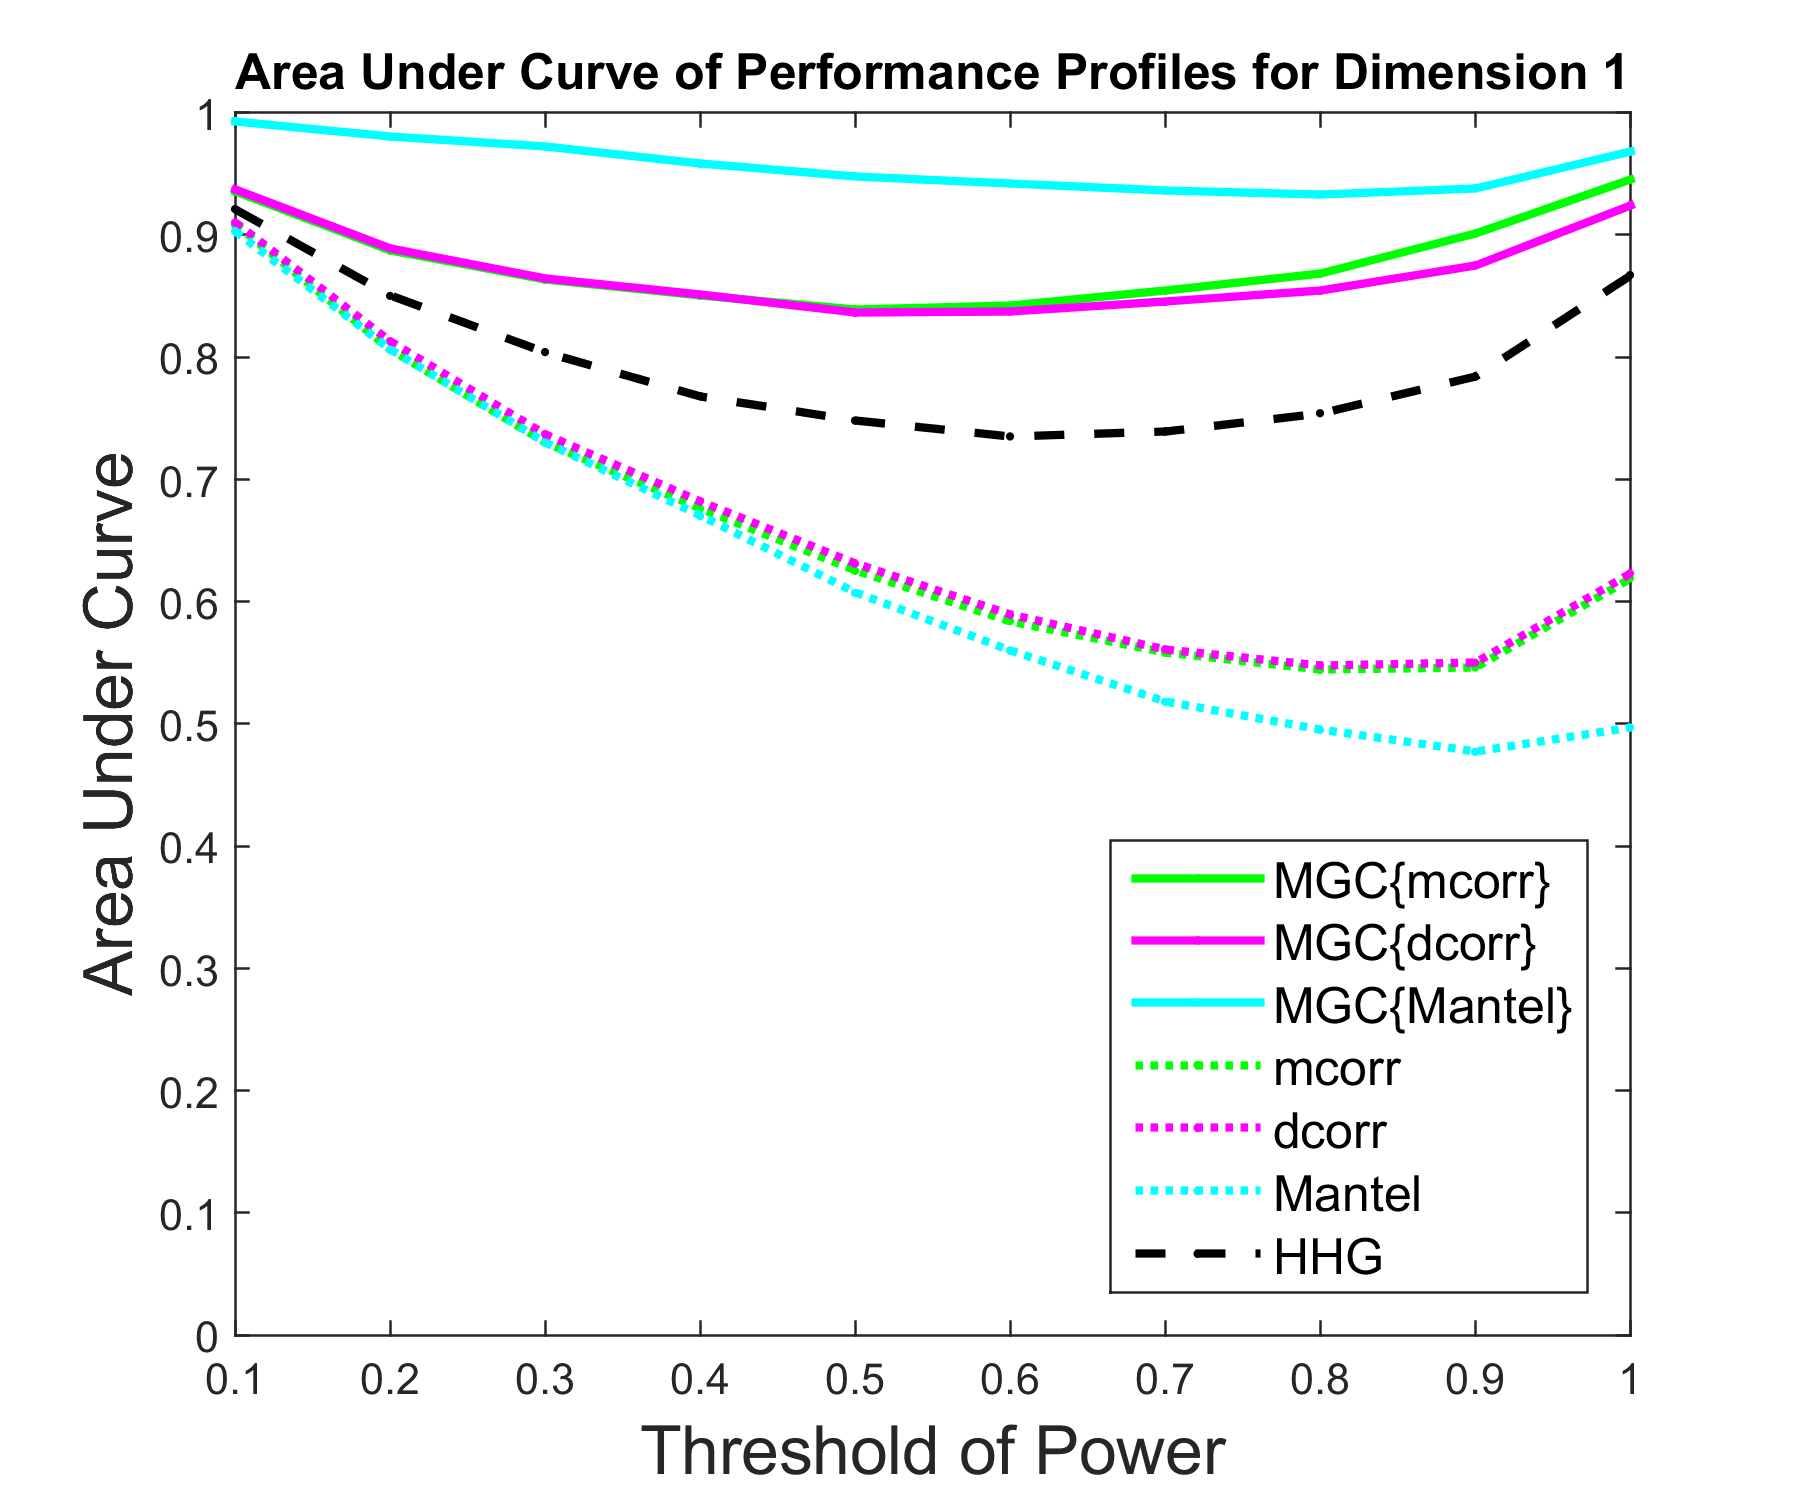 Area Under Curve of Performance Profiles for Dimension 1
Area Under Curve
1
0.9
0.8
0.7
0.6
0.5
0.4
0.3
0.2
0.1
0
MGC{mcorr}
MGC{dcorr}
MGC{Mantel}
mcorr
dcorr
Mantel
HHG
0.1 0.2 0.3 0.4 0.5 0.6 0.7 0.8 0.9 1
Threshold of Power